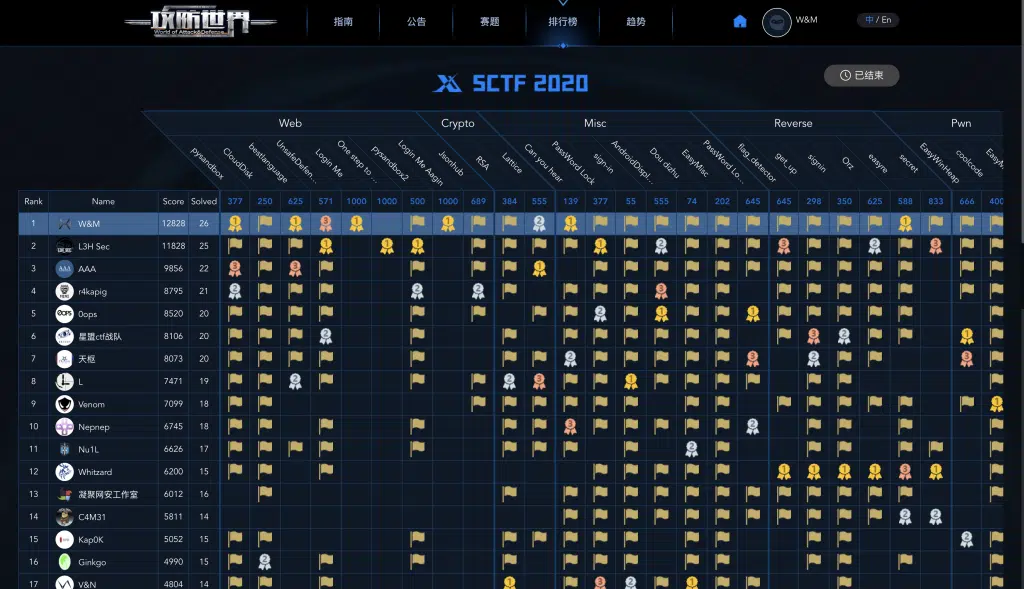 攻防世界
World of Attack&Defense
指南 公告 赛题 排行榜 趋势
W&M
中 / En
SCTF 2020
已结束
Web Crypto Misc Reverse Pwn
pysandbox CloudDisk bestlanguage UnsafeDefen... Login Me One step to ... Pysandbox2 Login Me Aagin Jsonhub RSA Lattice Can you hear PassWord Lock sign-in AndroidDispl... Dou dizhu EasyMisc PassWord Lo... flag_detector get_up signin Orz easyre secret EasyWinHeap coolcode EasyM
Rank Name Score Solved 377 250 625 571 1000 1000 500 1000 689 384 555 139 377 55 555 74 202 645 645 298 350 625 588 833 666 400
1 W&M 12828 26
2 L3H Sec 11828 25
3 AAA 9856 22
4 r4kapig 8795 21
5 0ops 8520 20
6 星盟ctf战队 8106 20
7 天枢 8073 20
8 L 7471 19
9 Venom 7099 18
10 Nepnep 6745 18
11 Nu1L 6626 17
12 Whitzard 6200 15
13 凝聚网安工作室 6012 16
14 C4M31 5811 14
15 Kap0K 5052 15
16 Ginkgo 4990 15
17 V&N 4804 14